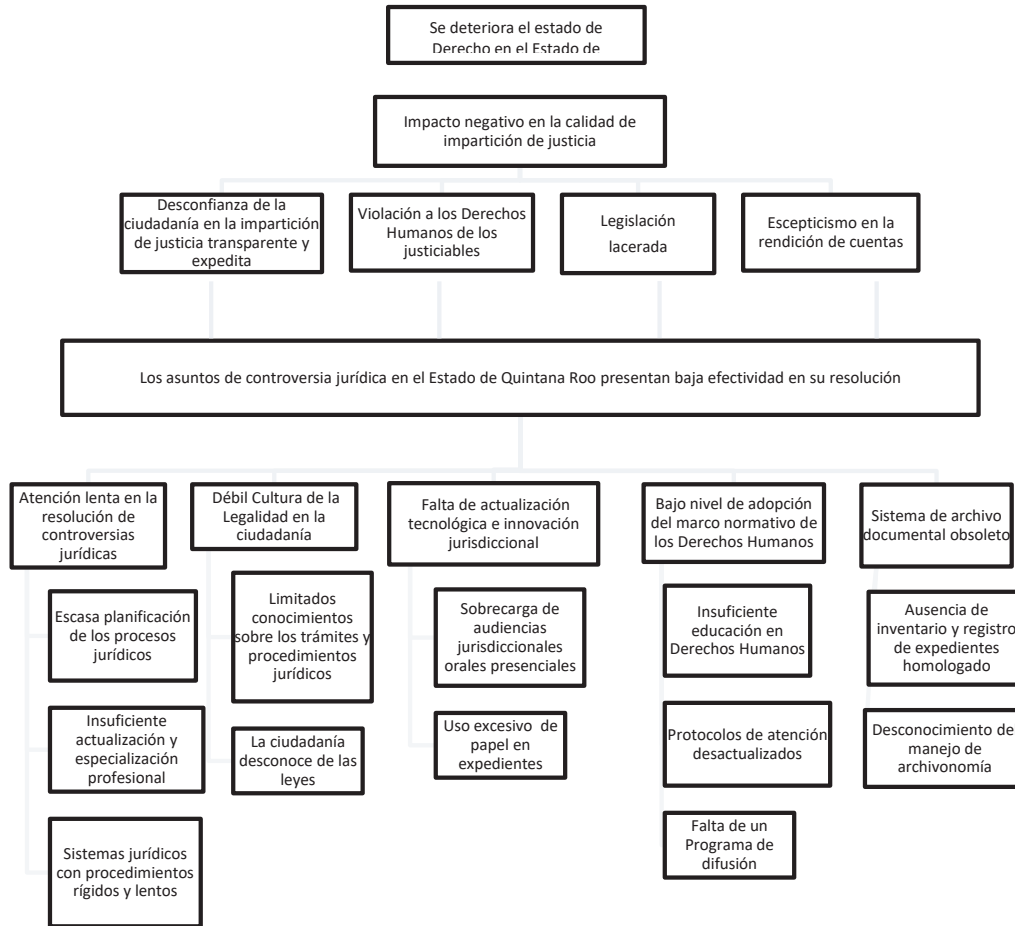 Se deteriora el estado de
Derecho en el Estado de
Impacto negativo en la calidad de
impartición de justicia
Desconfianza de la
ciudadanía en la impartición
de justicia transparente y
expedita
Violación a los Derechos
Humanos de los
justiciables
Legislación
lacerada
Escepticismo en la
rendición de cuentas
Los asuntos de controversia jurídica en el Estado de Quintana Roo presentan baja efectividad en su resolución
Atención lenta en la
resolución de
controversias
jurídicas
Escasa planificación
de los procesos
jurídicos
Insuficiente
actualización y
especialización
profesional
Sistemas jurídicos
con procedimientos
rígidos y lentos
Débil Cultura de la
Legalidad en la
ciudadanía
Limitados
conocimientos
sobre los trámites y
procedimientos
jurídicos
La ciudadanía
desconoce de las
leyes
Falta de actualización
tecnológica e innovación
jurisdiccional
Sobrecarga de
audiencias
jurisdiccionales
orales presenciales
Uso excesivo de
papel en
expedientes
Bajo nivel de adopción
del marco normativo de
los Derechos Humanos
Insuficiente
educación en
Derechos Humanos
Protocolos de atención
desactualizados
Falta de un
Programa de
difusión
Sistema de archivo
documental obsoleto
Ausencia de
inventario y registro
de expedientes
homologado
Desconocimiento de
manejo de
archivonomía